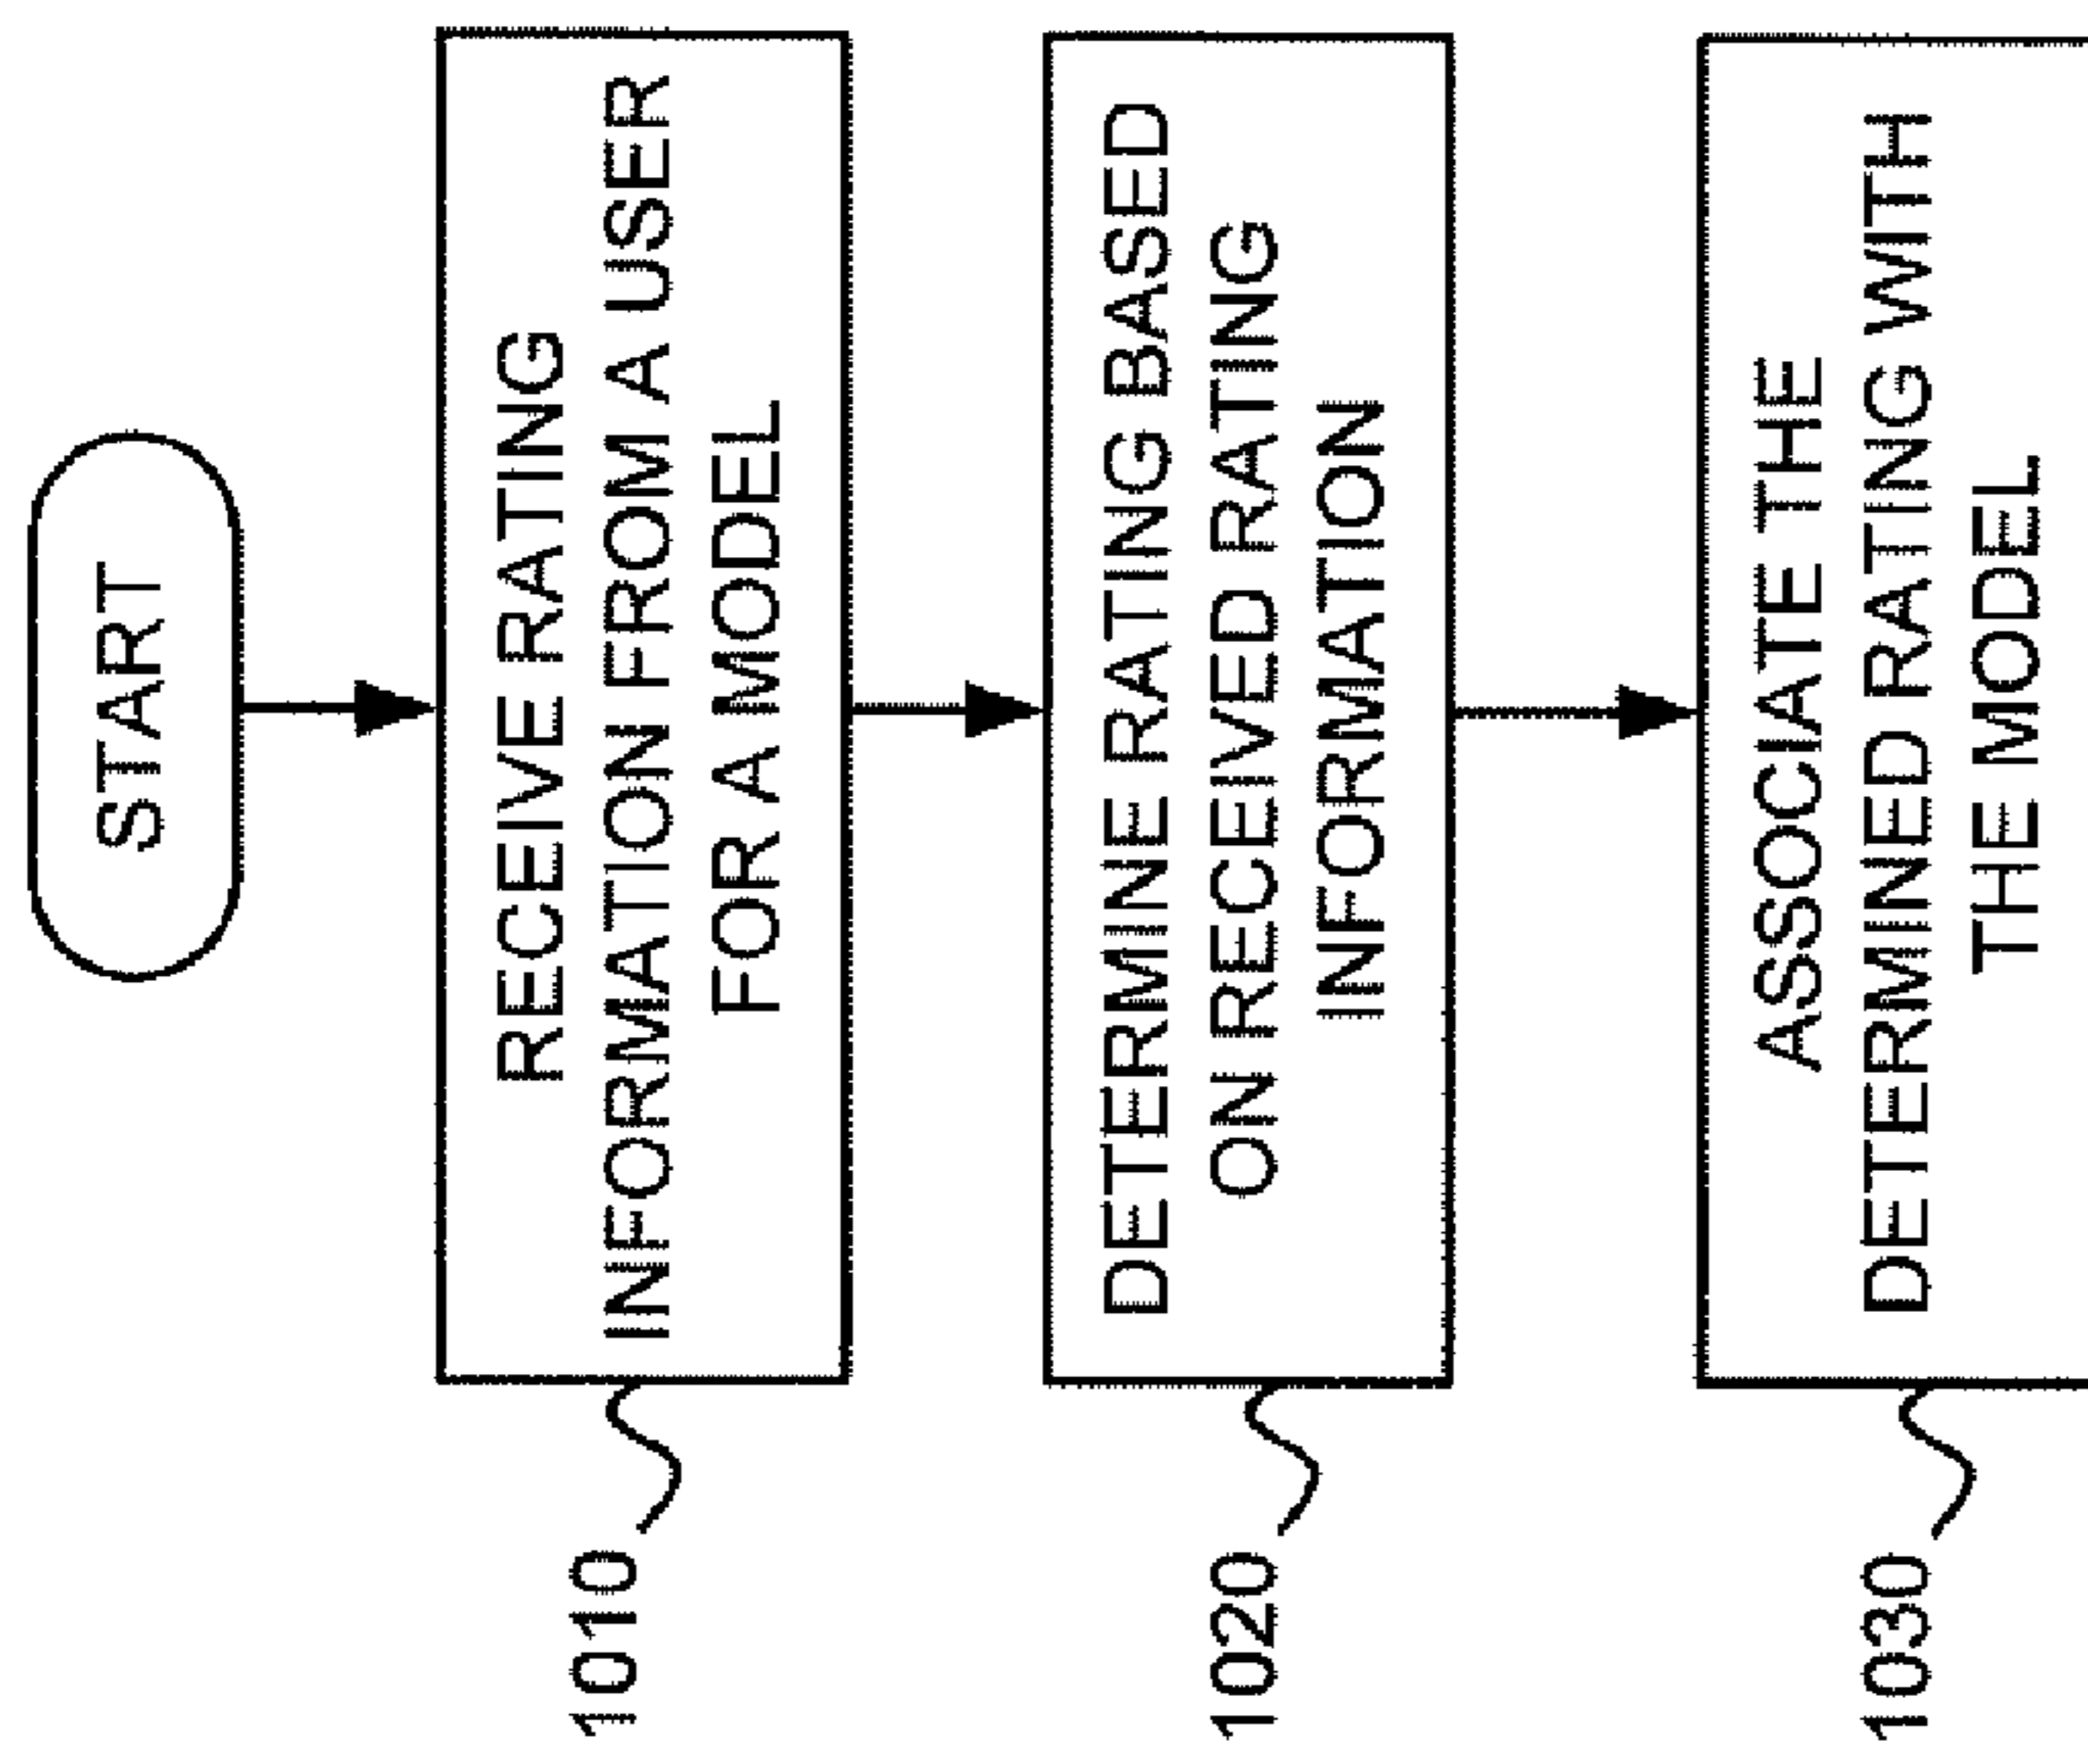 START
RECEIVE RATING
INFORMATION FROM A USER
FOR A MODEL
1010
DETERMINE RATING BASED
ON RECEIVED RATING
INFORMATION
1020
ASSOCIATE THE
DETERMINED RATING WITH
THE MODEL
1030